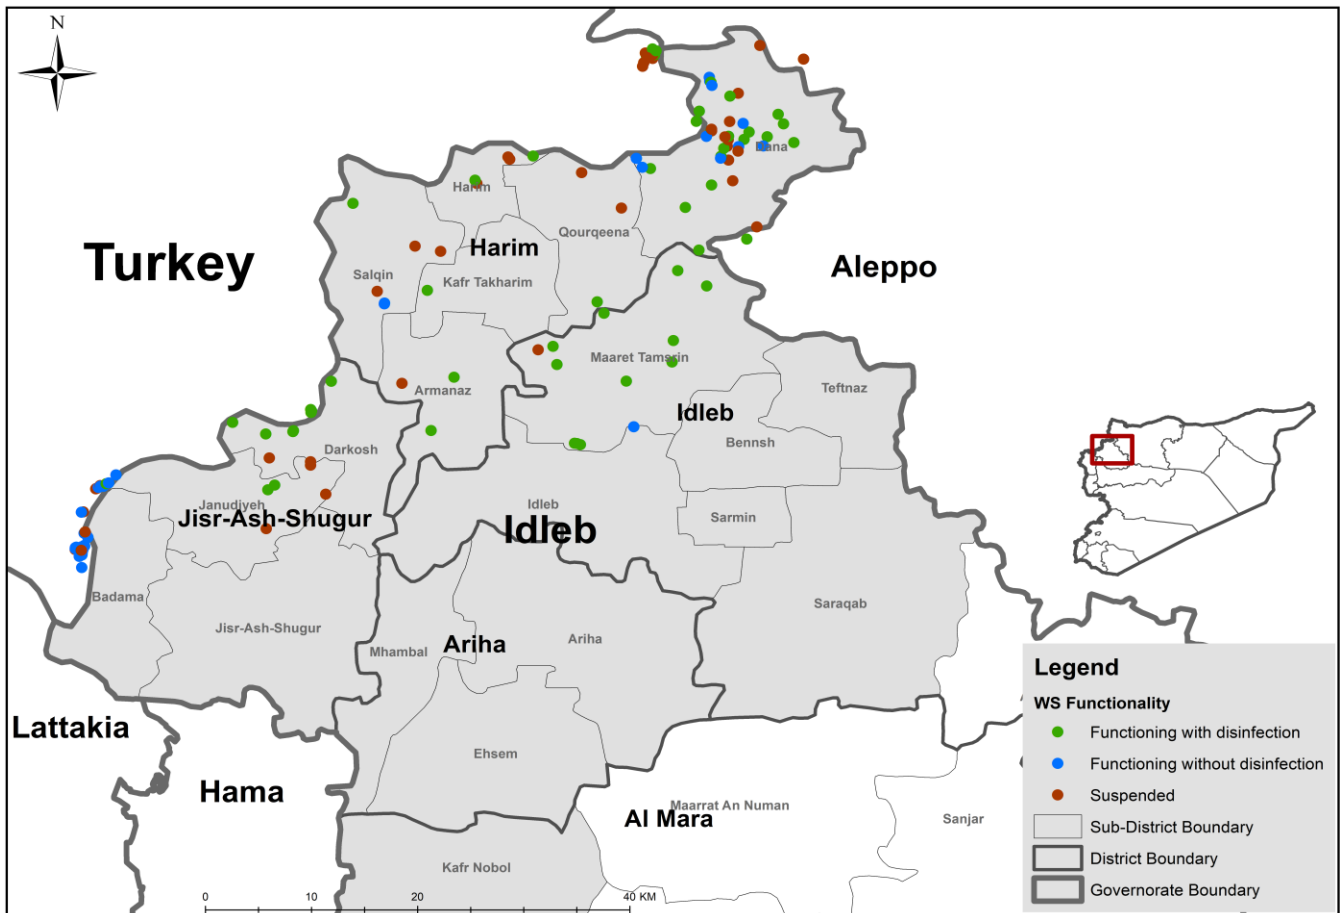 N
Turkey
Harim
Harim
Qourqeena
Salqin
Kafr Takharim
Aleppo
Maaret Tamsrin
Armanaz
Idleb
Teftnaz
Darkosh
Bennsh
Janudiyeh
Jisr-Ash-Shugur
Idleb
Idleb
Sarmin
Badama
Jisr-Ash-Shugur
Saraqab
Mhambal
Ariha
Ariha
Lattakia
Ehsem
Hama
Maarrat An Numan
Al Mara
Sanjar
Kafr Nobol
0 10 20 40 KM
Legend
WS Functionality
Functioning with disinfection
Functioning without disinfection
Suspended
Sub-District Boundary
District Boundary
Governorate Boundary